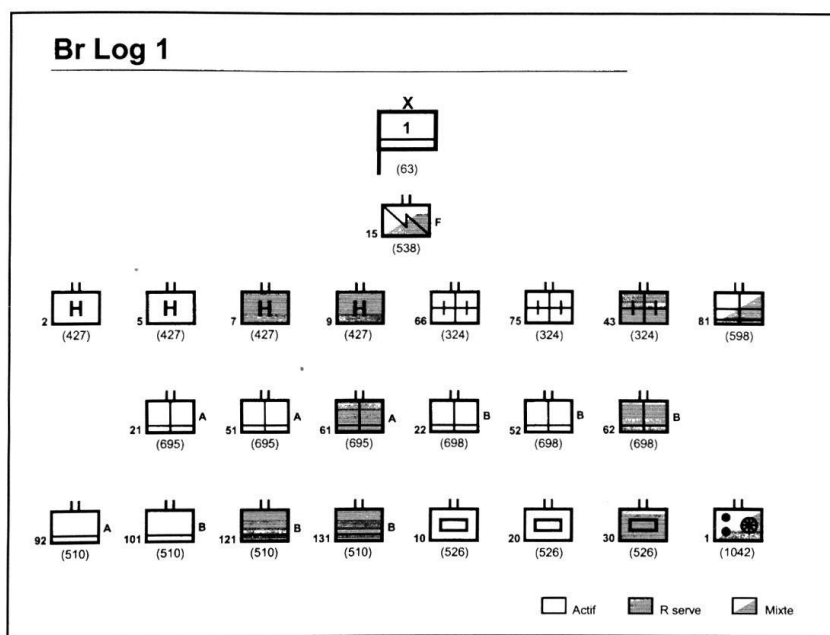 Br Log 1
X
1
(63)
15 F
(538)
2 H 5 H 7 H 9 H 66 75 43 81
(427) (427) (427) (427) (324) (324) (324) (598)
21 A 51 A 61 A 22 B 52 B 62 B
(695) (695) (695) (698) (698) (698)
92 A 101 B 121 B 131 B 10 20 30 1
(510) (510) (510) (510) (526) (526) (526) (1042)
Actif R serve Mixte